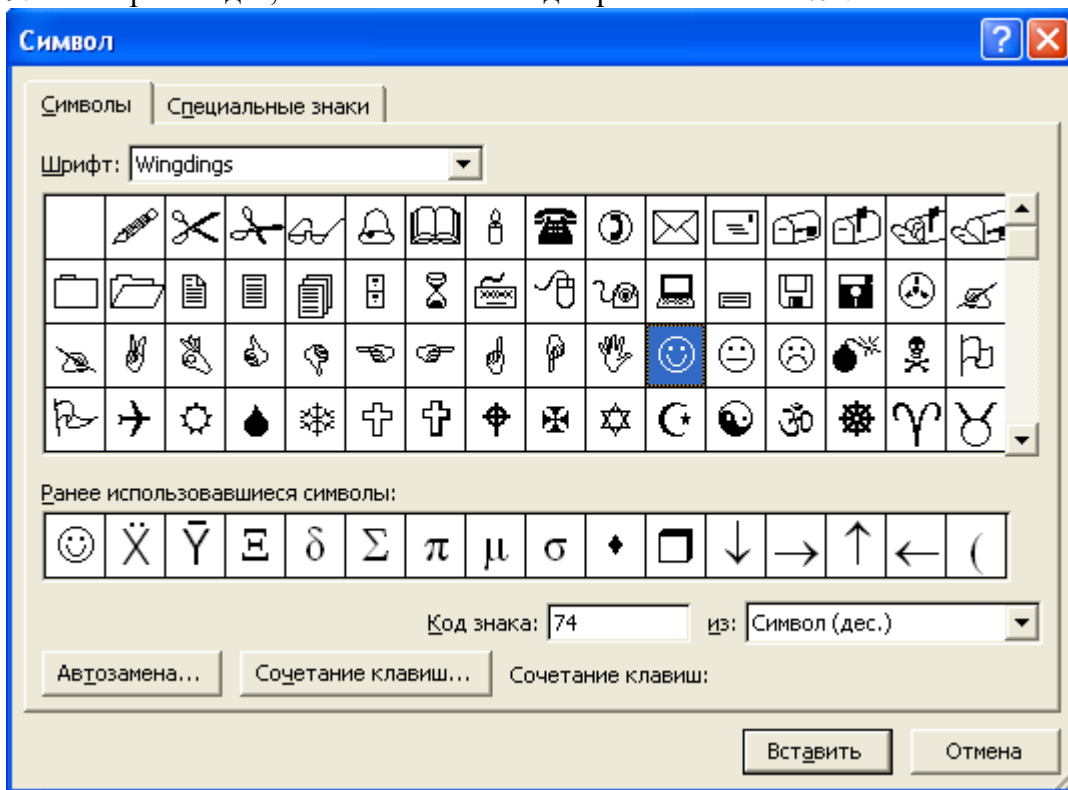 Символ
Символы Специальные знаки
Шрифт: Wingdings
Ранее использовавшиеся символы:
Ẍ Ȳ Ξ δ Σ π μ σ ♦ ↓ → ↑ ← (
Код знака: 74 из: Символ (дес.)
Автозамена... Сочетание клавиш... Сочетание клавиш:
Вставить Отмена